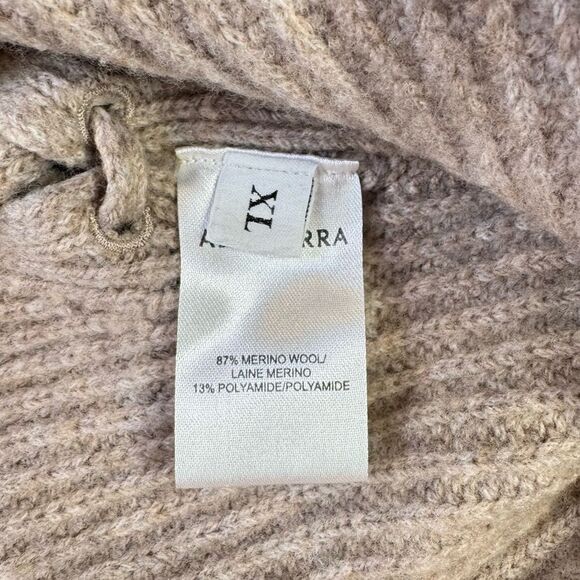 XL
87% MERINO WOOL/
LAINE MERINO
13% POLYAMIDE/POLYAMIDE